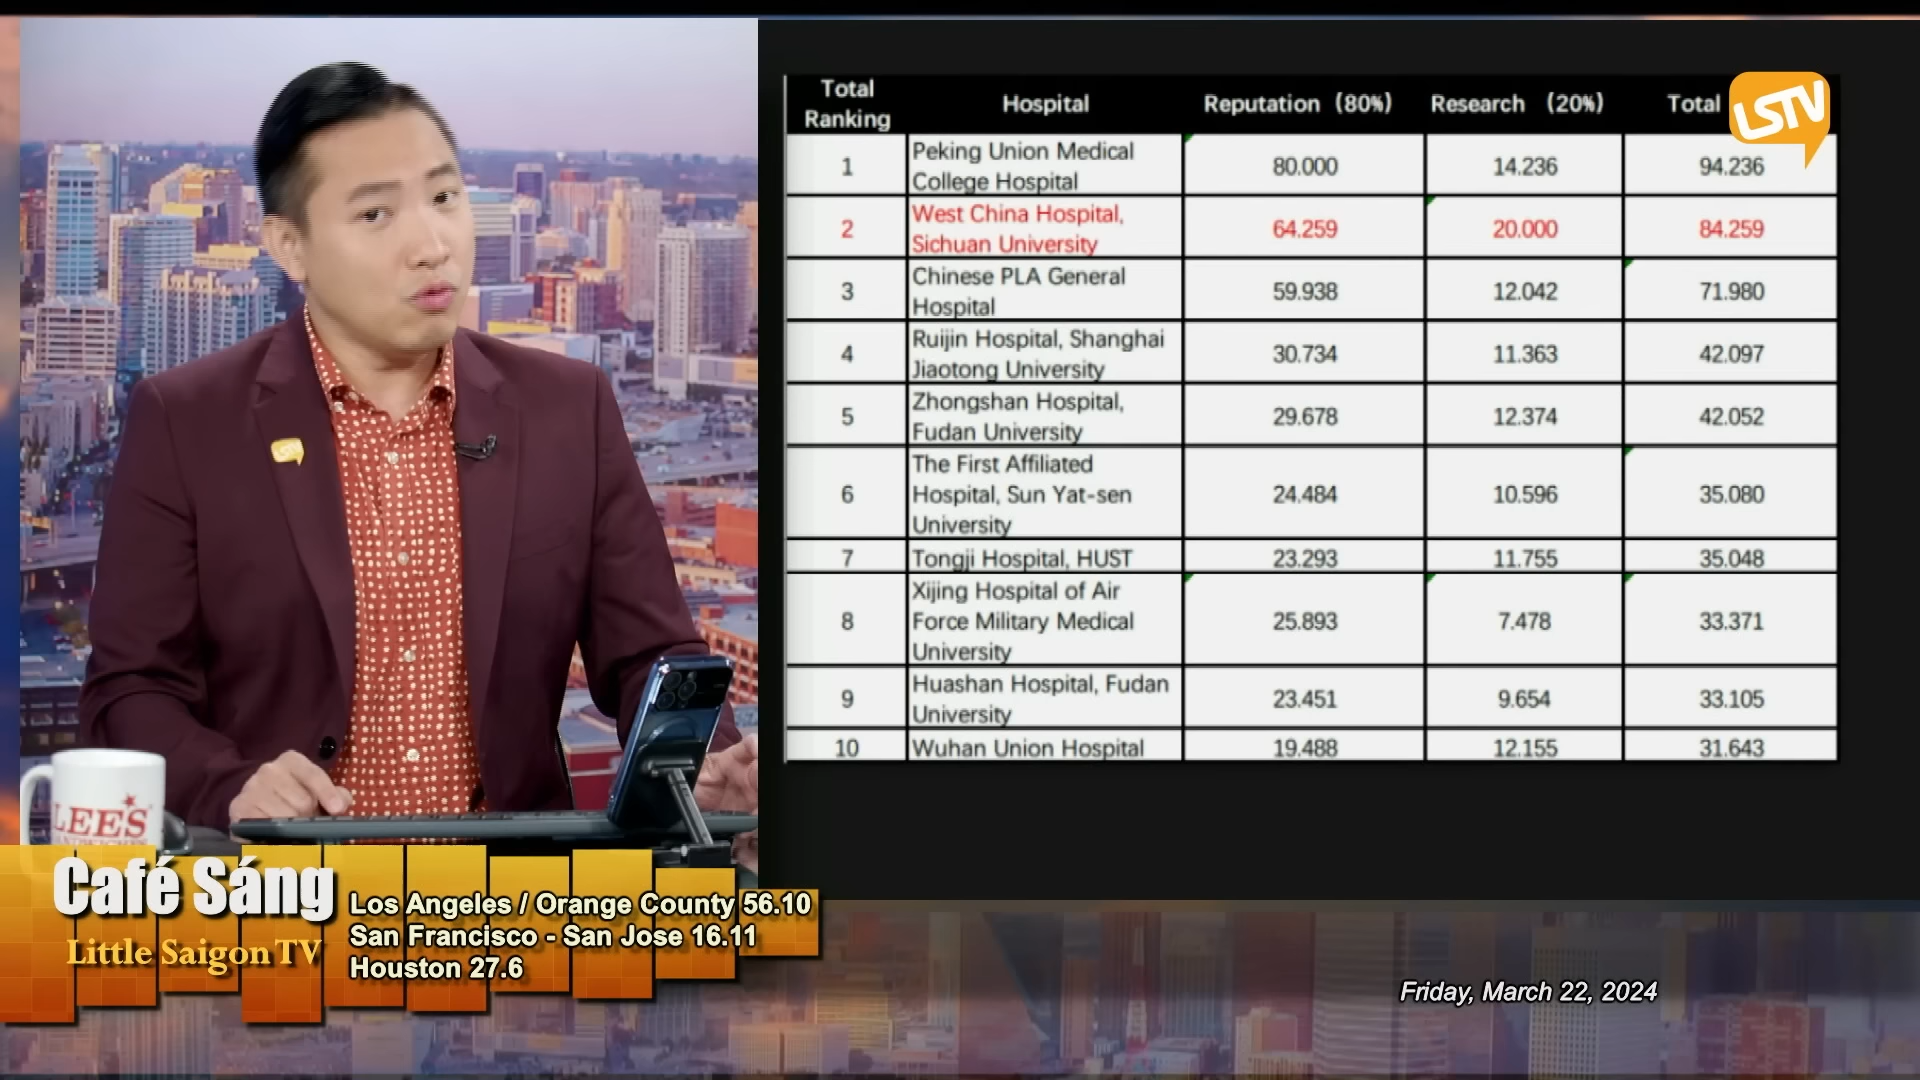 Total
Ranking
Hospital
Reputation (80%)
Research (20%)
Total
LSTV
1
Peking Union Medical
College Hospital
80.000
14.236
94.236
2
West China Hospital,
Sichuan University
64.259
20.000
84.259
3
Chinese PLA General
Hospital
59.938
12.042
71.980
4
Ruijin Hospital, Shanghai
Jiaotong University
30.734
11.363
42.097
5
Zhongshan Hospital,
Fudan University
29.678
12.374
42.052
6
The First Affiliated
Hospital, Sun Yat-sen
University
24.484
10.596
35.080
7
Tongji Hospital, HUST
23.293
11.755
35.048
8
Xijing Hospital of Air
Force Military Medical
University
25.893
7.478
33.371
9
Huashan Hospital, Fudan
University
23.451
9.654
33.105
10
Wuhan Union Hospital
19.488
12.155
31.643
LSTV
LEE'S
Café Sáng
Little Saigon TV
Los Angeles / Orange County 56.10
San Francisco - San Jose 16.11
Houston 27.6
Friday, March 22, 2024